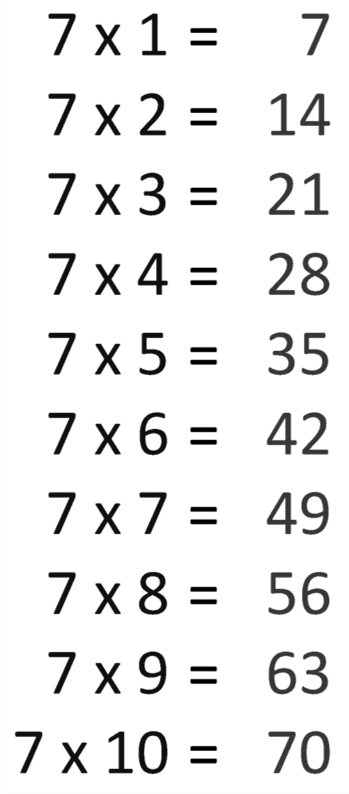 7 x 1 = 7
7 x 2 = 14
7 x 3 = 21
7 x 4 = 28
7 x 5 = 35
7 x 6 = 42
7 x 7 = 49
7 x 8 = 56
7 x 9 = 63
7 x 10 = 70